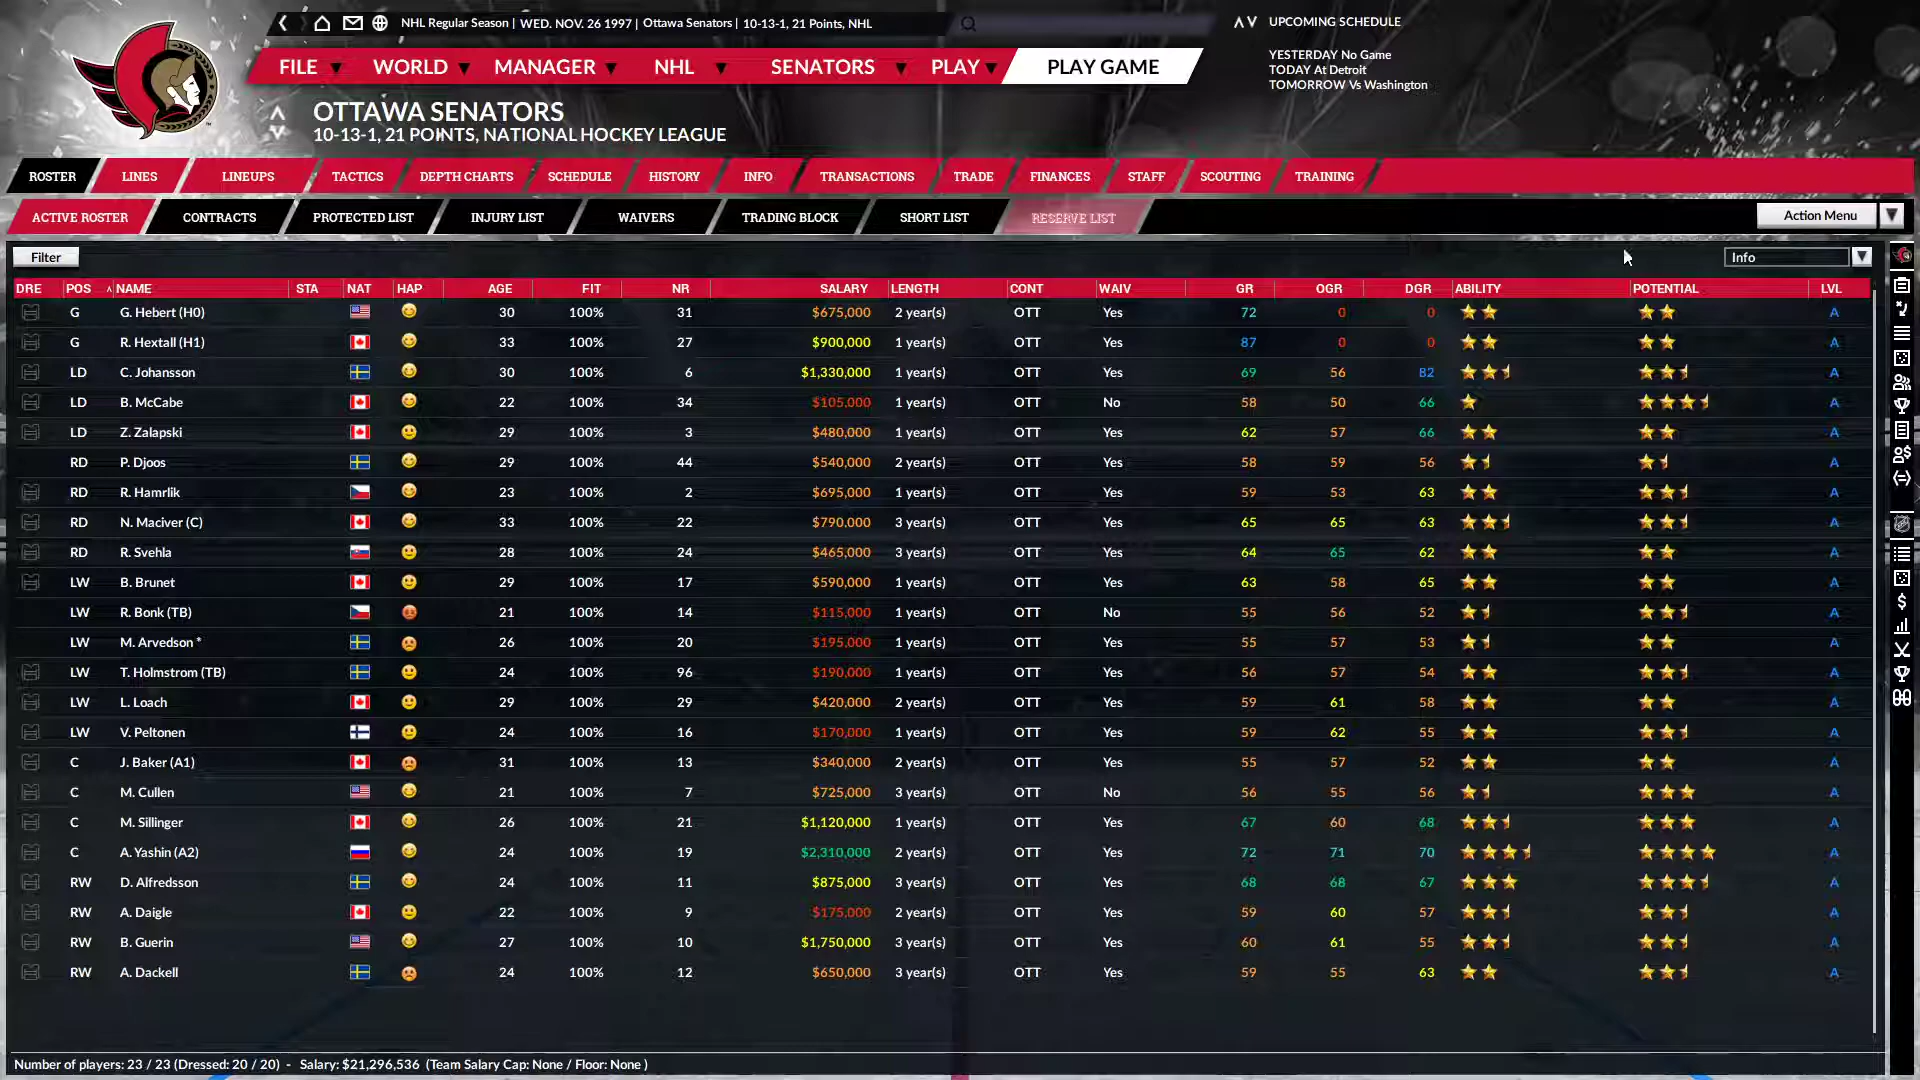 NHL Regular Season | WED. NOV. 26 1997 | Ottawa Senators | 10-13-1, 21 Points, NHL
UPCOMING SCHEDULE
YESTERDAY No Game
TODAY At Detroit
TOMORROW Vs Washington
FILE WORLD MANAGER NHL SENATORS PLAY PLAY GAME
OTTAWA SENATORS
10-13-1, 21 POINTS, NATIONAL HOCKEY LEAGUE
ROSTER LINES LINEUPS TACTICS DEPTH CHARTS SCHEDULE HISTORY INFO TRANSACTIONS TRADE FINANCES STAFF SCOUTING TRAINING
ACTIVE ROSTER CONTRACTS PROTECTED LIST INJURY LIST WAIVERS TRADING BLOCK SHORT LIST RESERVE LIST Action Menu
Filter Info
DRE POS NAME STA NAT HAP AGE FIT NR SALARY LENGTH CONT WAIV GR OGR DGR ABILITY POTENTIAL LVL
G G. Hebert (H0) 30 100% 31 $675,000 2 year(s) OTT Yes 72 0 0 A
G R. Hextall (H1) 33 100% 27 $900,000 1 year(s) OTT Yes 87 0 0 A
LD C. Johansson 30 100% 6 $1,330,000 1 year(s) OTT Yes 69 56 82 A
LD B. McCabe 22 100% 34 $105,000 1 year(s) OTT No 58 50 66 A
LD Z. Zalapski 29 100% 3 $480,000 1 year(s) OTT Yes 62 57 66 A
RD P. Djoos 29 100% 44 $540,000 2 year(s) OTT Yes 58 59 56 A
RD R. Hamrlik 23 100% 2 $695,000 1 year(s) OTT Yes 59 53 63 A
RD N. Maciver (C) 33 100% 22 $790,000 3 year(s) OTT Yes 65 65 63 A
RD R. Svehla 28 100% 24 $465,000 3 year(s) OTT Yes 64 65 62 A
LW B. Brunet 29 100% 17 $590,000 1 year(s) OTT Yes 63 58 65 A
LW R. Bonk (TB) 21 100% 14 $115,000 1 year(s) OTT No 55 56 52 A
LW M. Arvedson * 26 100% 20 $195,000 1 year(s) OTT Yes 55 57 53 A
LW T. Holmstrom (TB) 24 100% 96 $190,000 1 year(s) OTT Yes 56 57 54 A
LW L. Loach 29 100% 29 $420,000 2 year(s) OTT Yes 59 61 58 A
LW V. Peltonen 24 100% 16 $170,000 1 year(s) OTT Yes 59 62 55 A
C J. Baker (A1) 31 100% 13 $340,000 2 year(s) OTT Yes 55 57 52 A
C M. Cullen 21 100% 7 $725,000 3 year(s) OTT No 56 55 56 A
C M. Sillinger 26 100% 21 $1,120,000 1 year(s) OTT Yes 67 60 68 A
C A. Yashin (A2) 24 100% 19 $2,310,000 2 year(s) OTT Yes 72 71 70 A
RW D. Alfredsson 24 100% 11 $875,000 3 year(s) OTT Yes 68 68 67 A
RW A. Daigle 22 100% 9 $175,000 2 year(s) OTT Yes 59 60 57 A
RW B. Guerin 27 100% 10 $1,750,000 3 year(s) OTT Yes 60 61 55 A
RW A. Dackell 24 100% 12 $650,000 3 year(s) OTT Yes 59 55 63 A
Number of players: 23 / 23 (Dressed: 20 / 20) - Salary: $21,296,536 (Team Salary Cap: None / Floor: None )